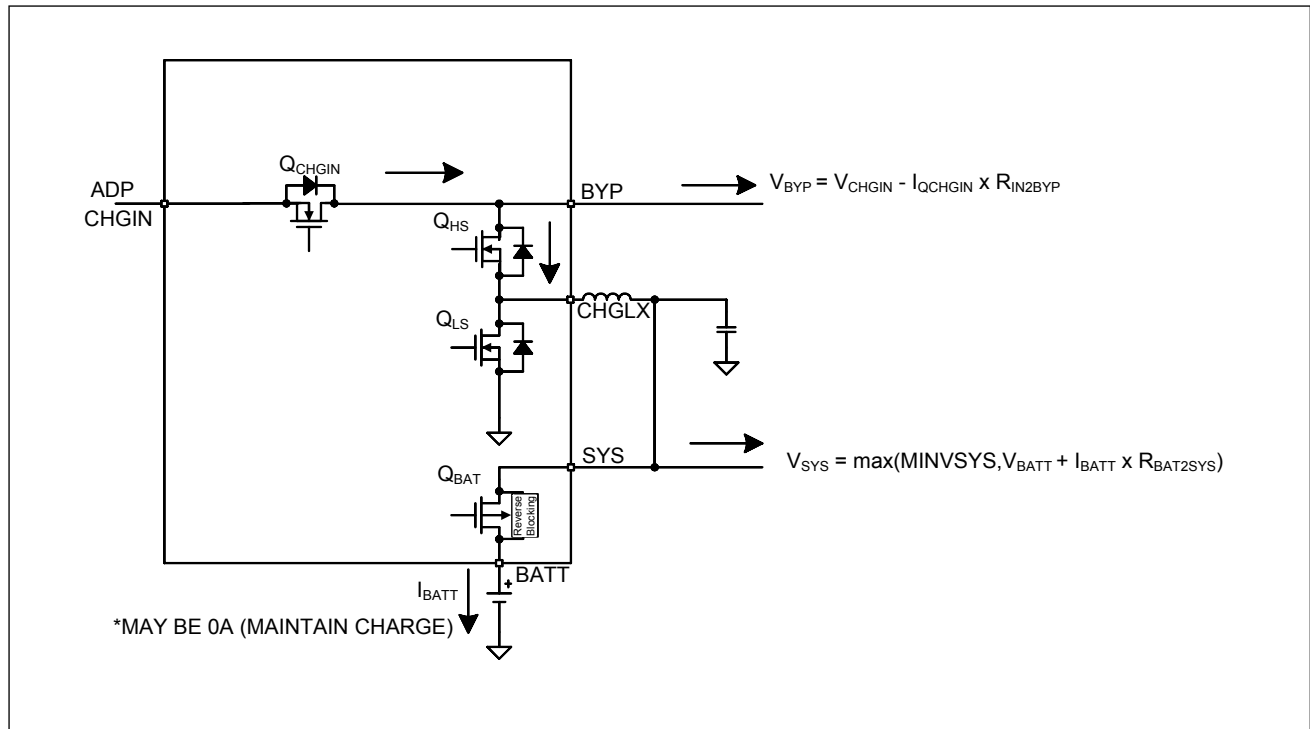 ADP
CHGIN
QCHGIN
BYP
VBYP = VCHGIN - IQCHGIN x RIN2BYP
QHS
CHGLX
QLS
SYS
VSYS = max(MINVSYS,VBATT + IBATT x RBAT2SYS)
QBAT
Reverse
Blocking
BATT
IBATT
+
*MAY BE 0A (MAINTAIN CHARGE)